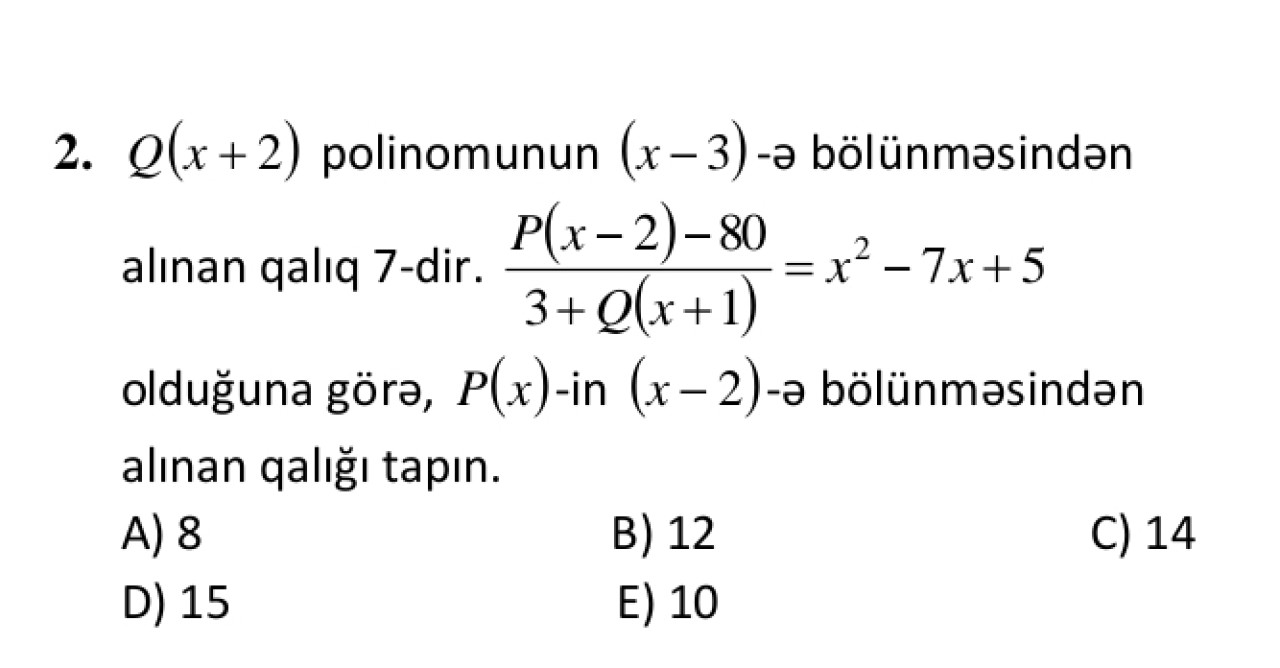 2. Q(x + 2) polinomunun (x − 3) -ə bölünməsindən
alınan qalıq 7-dir. \frac{P(x − 2) − 80}{3 + Q(x + 1)} = x² − 7x + 5
olduğuna görə, P(x)-in (x − 2)-ə bölünməsindən
alınan qalığı tapın.
A) 8 B) 12 C) 14
D) 15 E) 10